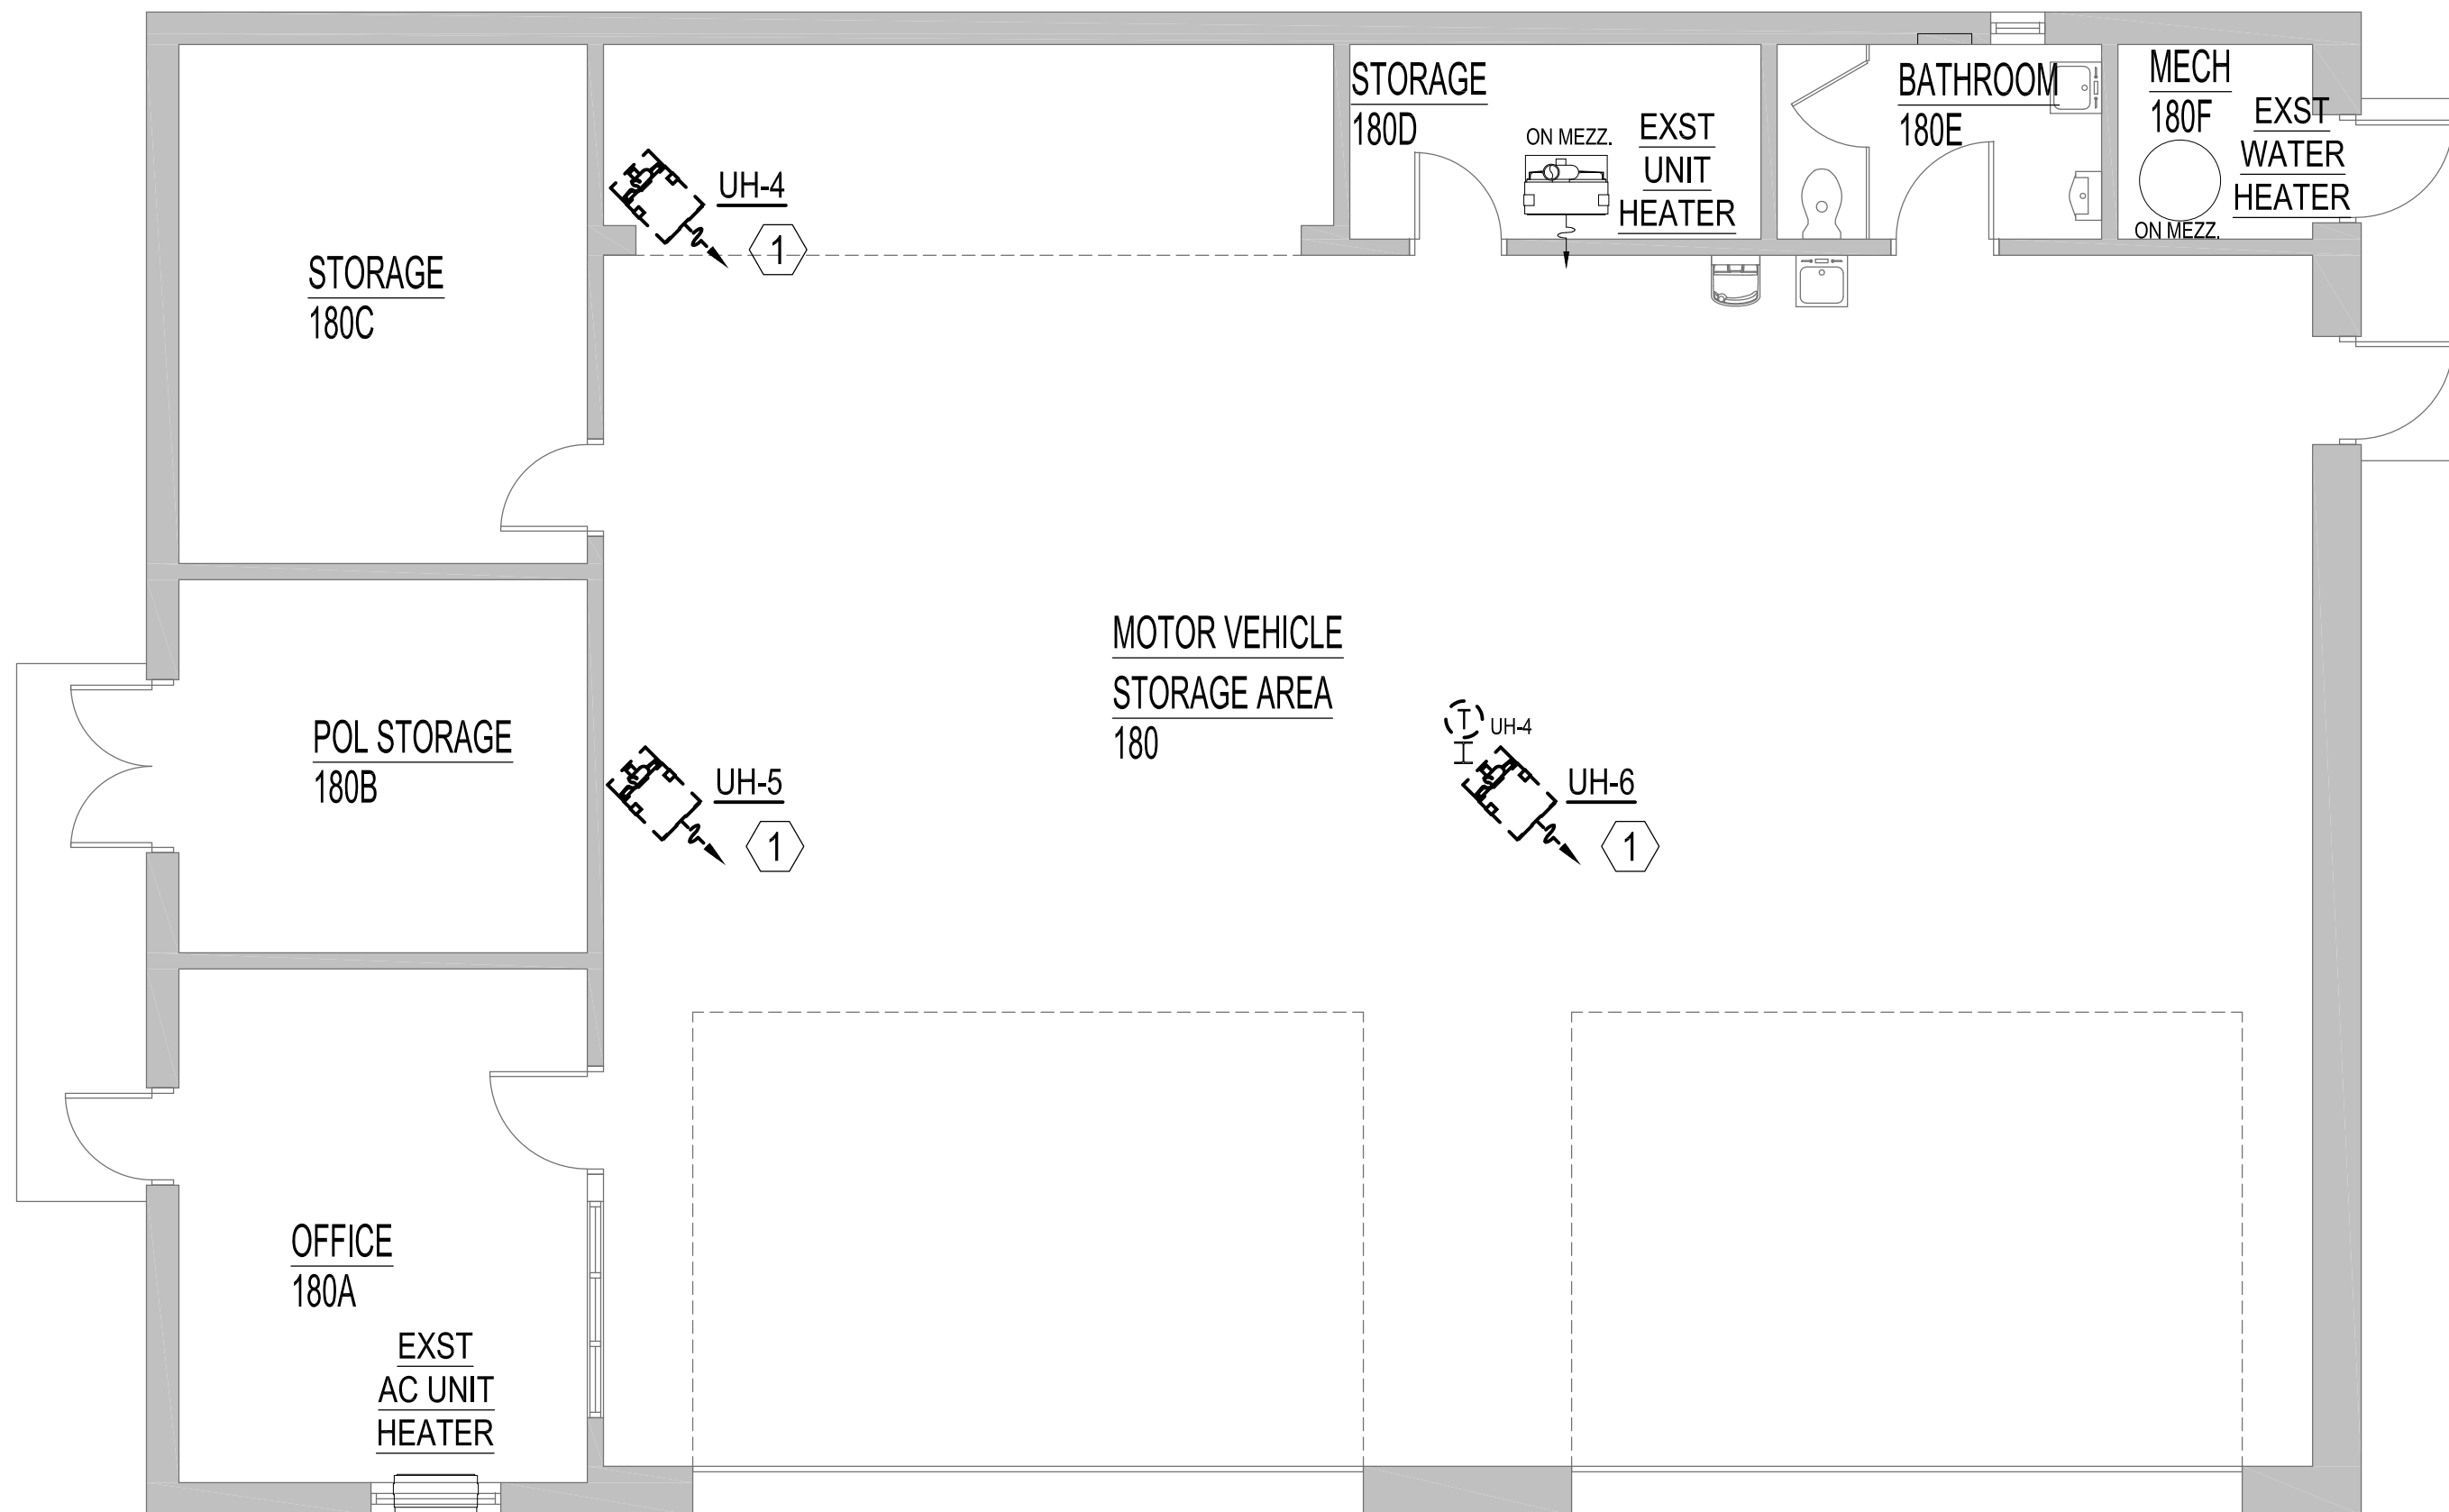 STORAGE
180D
ON MEZZ.
EXST
UNIT
HEATER
BATHROOM
180E
MECH
180F
EXST
WATER
HEATER
ON MEZZ.
UH-4
1
STORAGE
180C
MOTOR VEHICLE
STORAGE AREA
180
POL STORAGE
180B
UH-5
1
T
UH-4
UH-6
1
OFFICE
180A
EXST
AC UNIT
HEATER